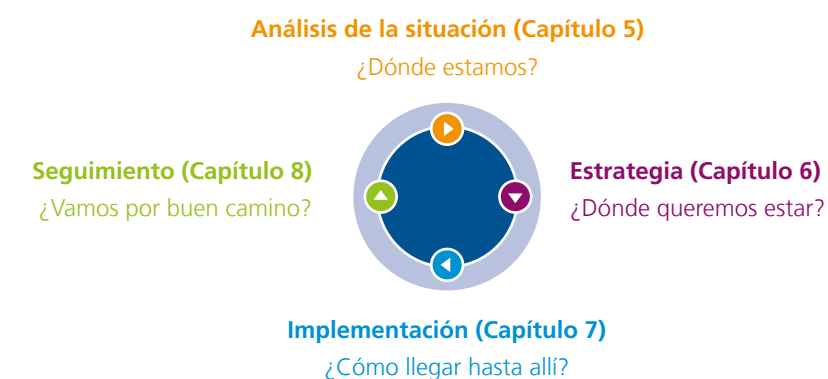 Análisis de la situación (Capítulo 5)
¿Dónde estamos?
Seguimiento (Capítulo 8)
¿Vamos por buen camino?
Estrategia (Capítulo 6)
¿Dónde queremos estar?
Implementación (Capítulo 7)
¿Cómo llegar hasta allí?